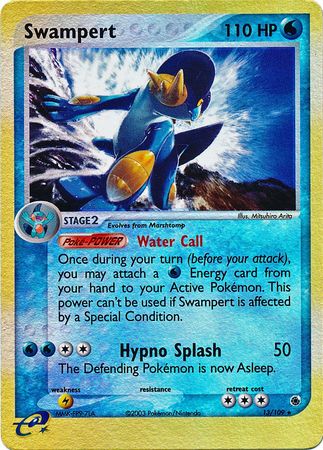 Swampert 110 HP
Illus. Mitsuhiro Arita
STAGE2 Evolves from Marshtomp
Poké-POWER Water Call
Once during your turn (before your attack),
you may attach a Energy card from
your hand to your Active Pokémon. This
power can't be used if Swampert is affected
by a Special Condition.
Hypno Splash 50
The Defending Pokémon is now Asleep.
weakness resistance retreat cost
©2003 Pokémon/Nintendo 13/109★
e